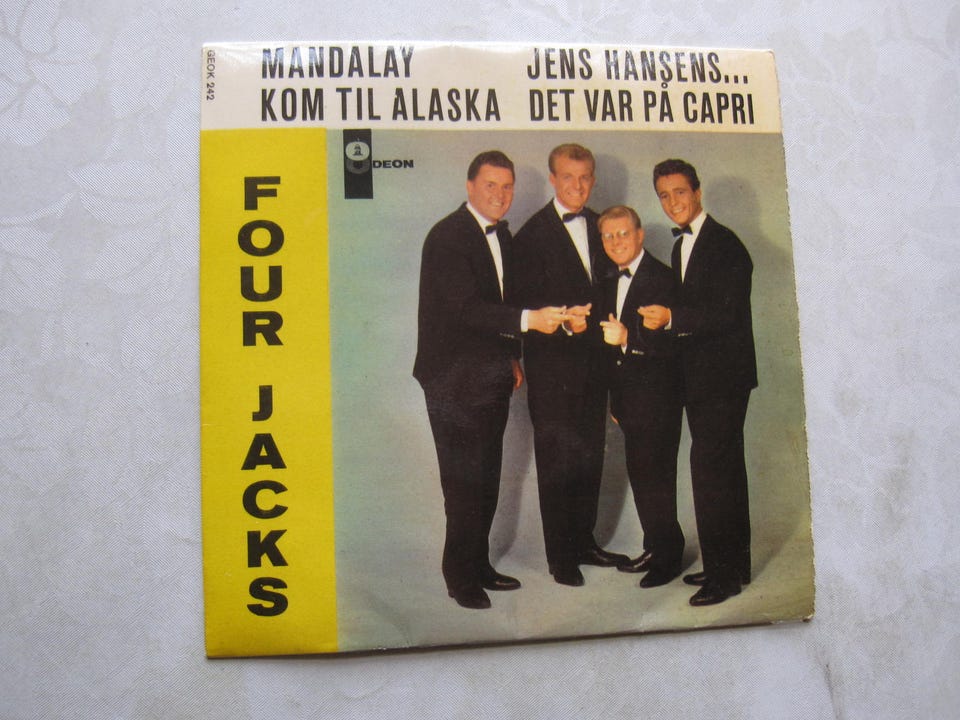 GEOK 242
MANDALAY
KOM TIL ALASKA
JENS HANSENS...
DET VAR PÅ CAPRI
ODEON
FOUR
JACKS